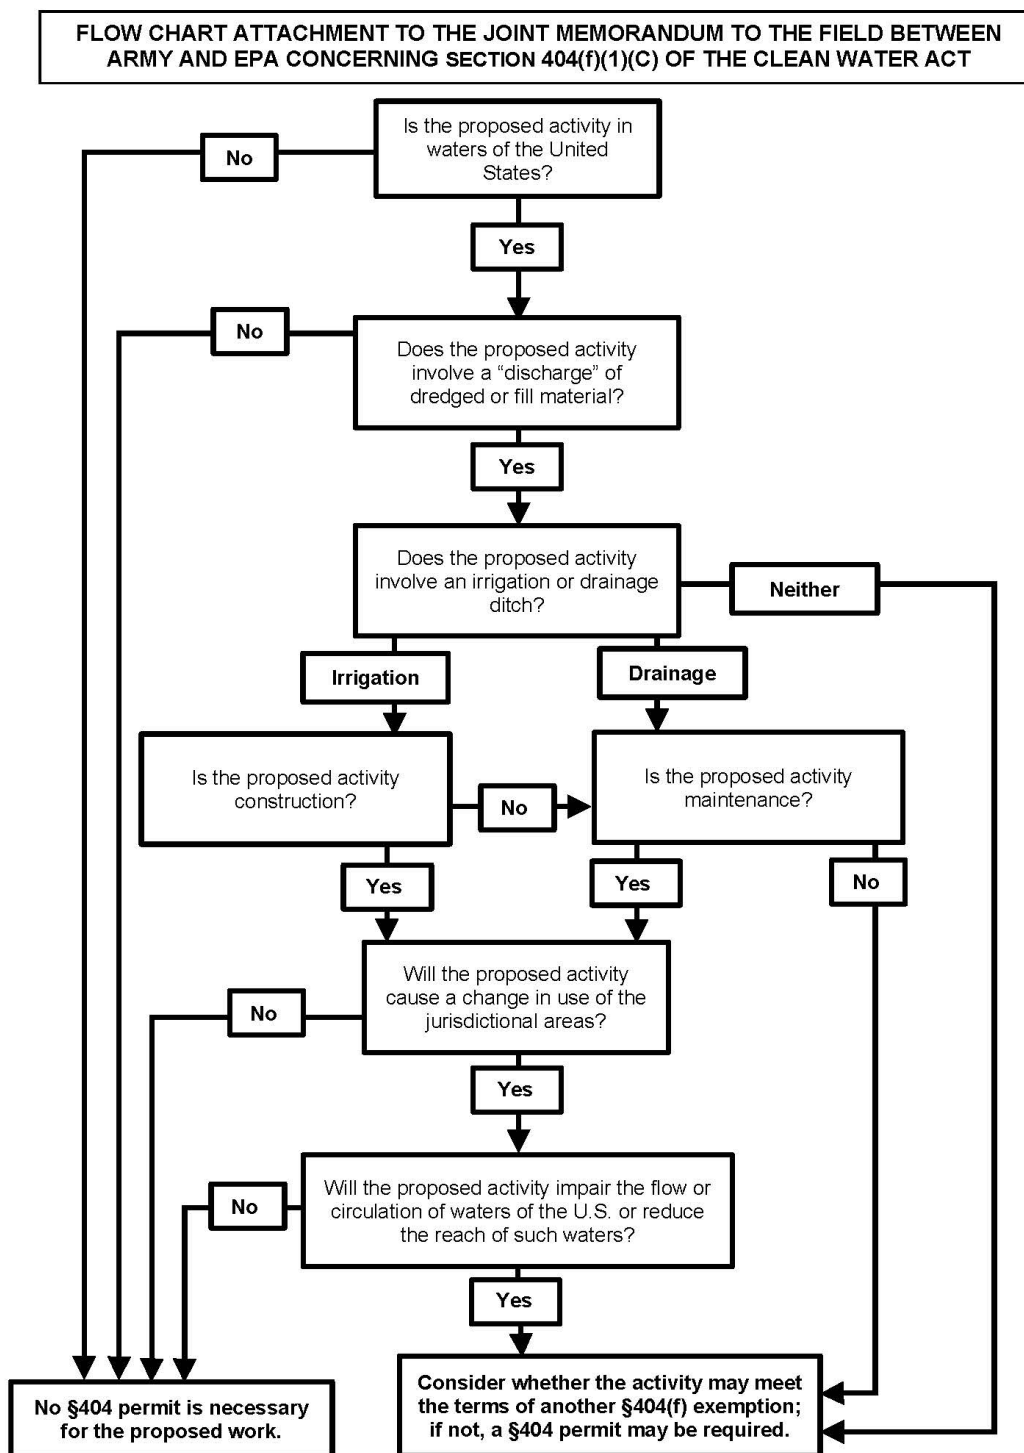 FLOW CHART ATTACHMENT TO THE JOINT MEMORANDUM TO THE FIELD BETWEEN
ARMY AND EPA CONCERNING SECTION 404(f)(1)(C) OF THE CLEAN WATER ACT
Is the proposed activity in
waters of the United
States?
No
Yes
Does the proposed activity
involve a “discharge” of
dredged or fill material?
No
Yes
Does the proposed activity
involve an irrigation or drainage
ditch?
Neither
Irrigation
Drainage
Is the proposed activity
construction?
No
Is the proposed activity
maintenance?
Yes
Yes
No
Will the proposed activity
cause a change in use of the
jurisdictional areas?
No
Yes
Will the proposed activity impair the flow or
circulation of waters of the U.S. or reduce
the reach of such waters?
No
Yes
No §404 permit is necessary
for the proposed work.
Consider whether the activity may meet
the terms of another §404(f) exemption;
if not, a §404 permit may be required.